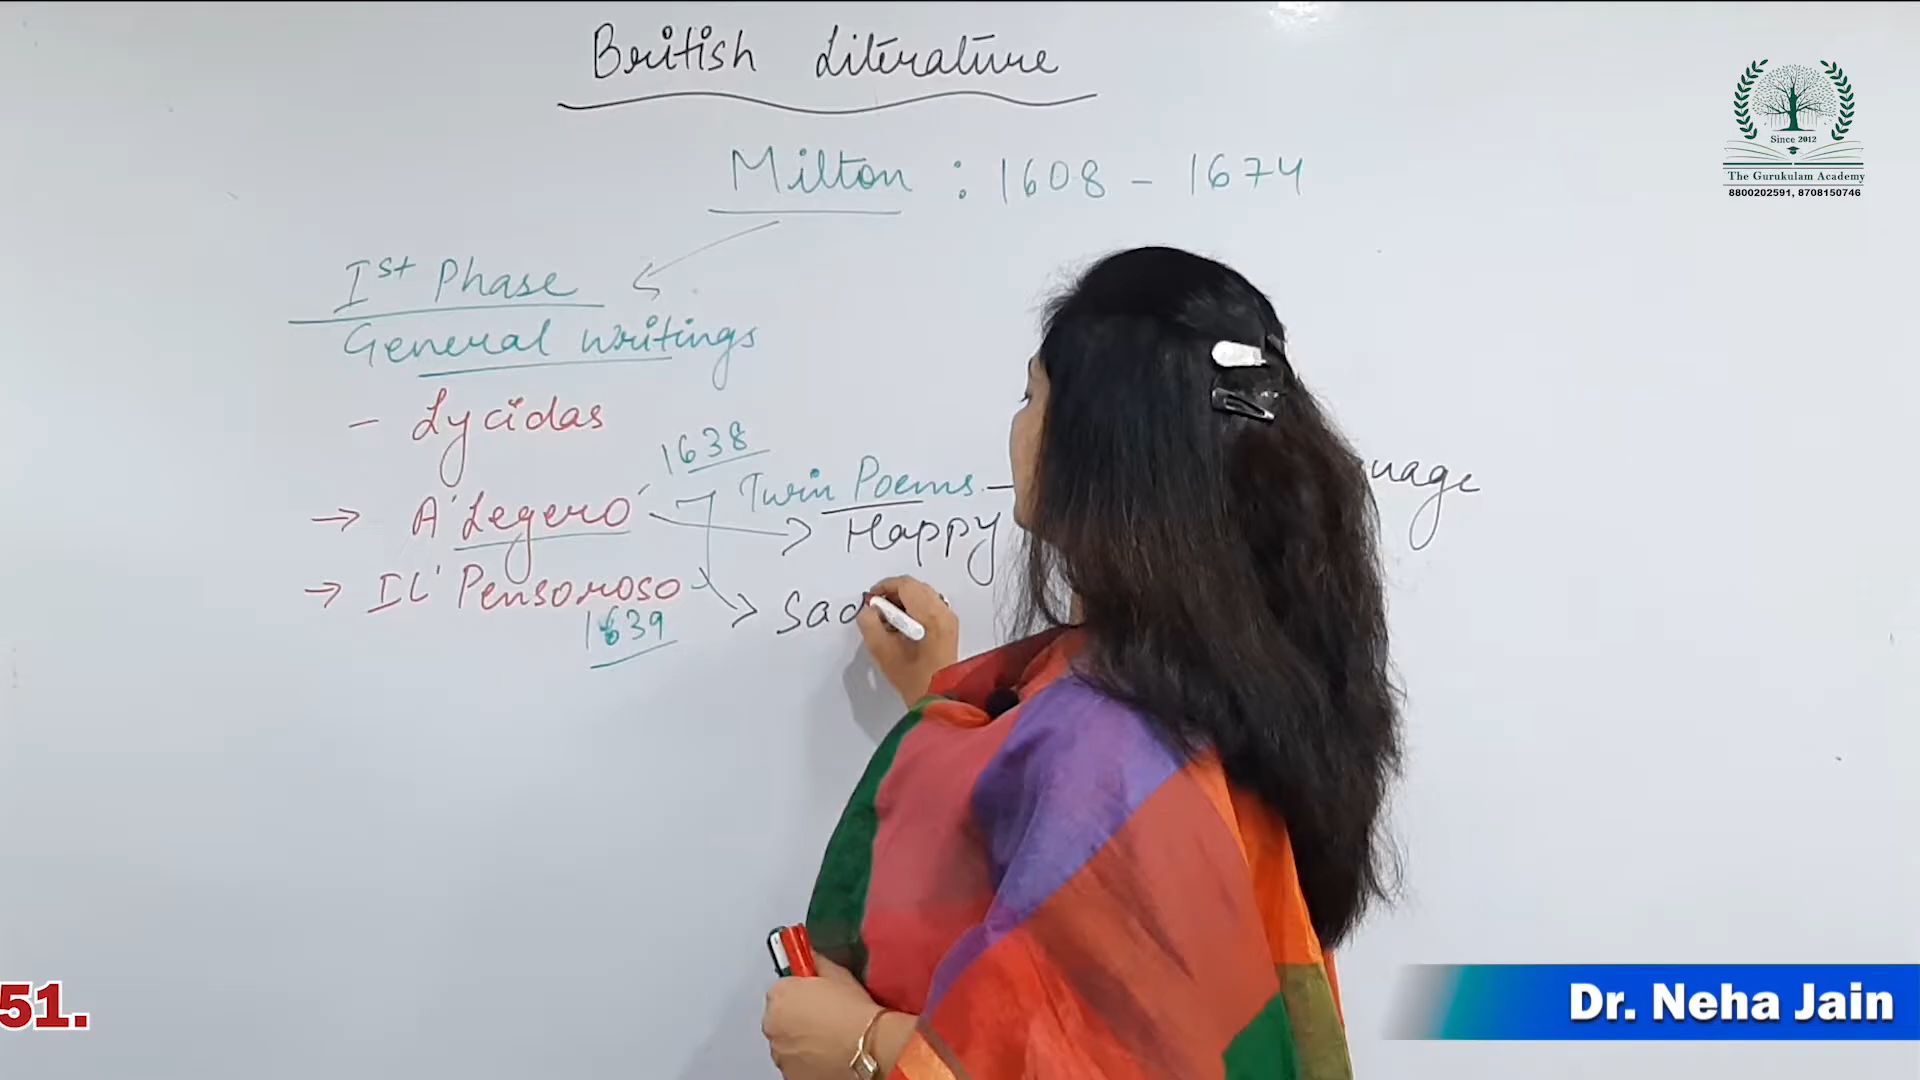 British Literature
Milton : 1608 - 1674
Since 2012
The Gurukulam Academy
8800202591, 8708150746
Ist Phase
General writings
- Lycidas
1638
Twin Poems - uage
→ A'Legero' Happy
→ IL' Pensoroso
1639
Sad
51.
Dr. Neha Jain